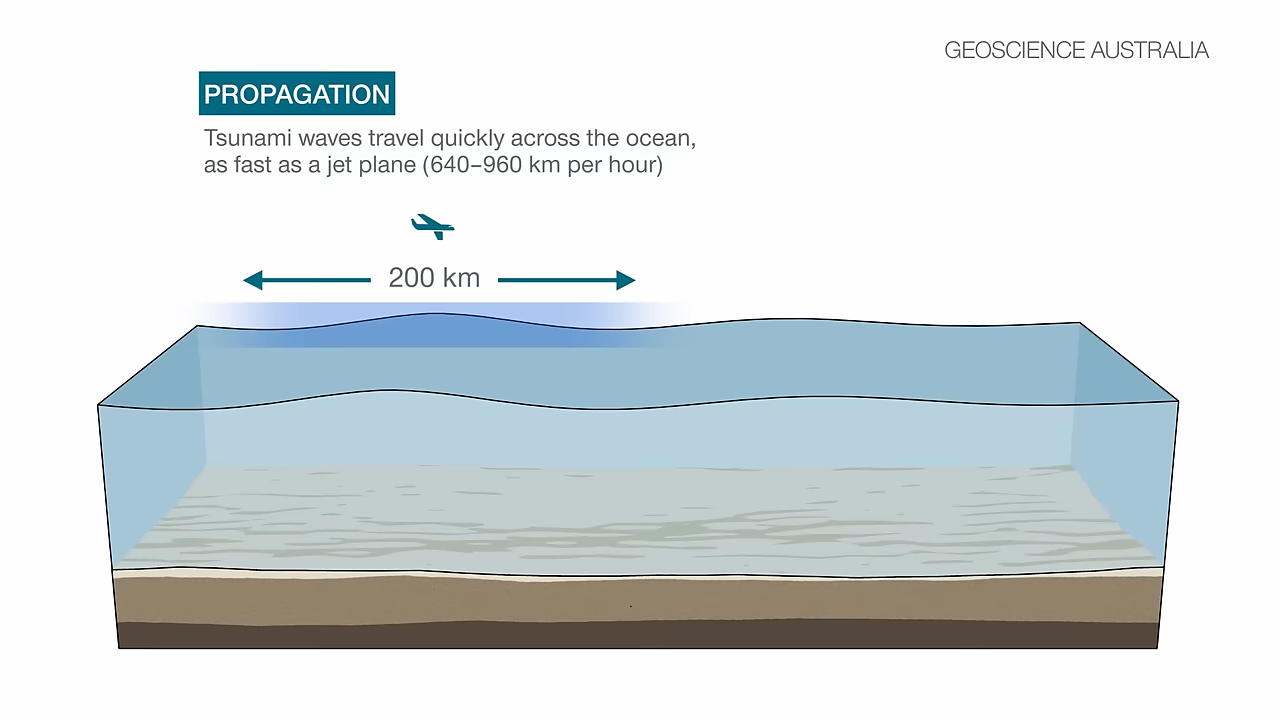 GEOSCIENCE AUSTRALIA
PROPAGATION
Tsunami waves travel quickly across the ocean,
as fast as a jet plane (640–960 km per hour)
200 km